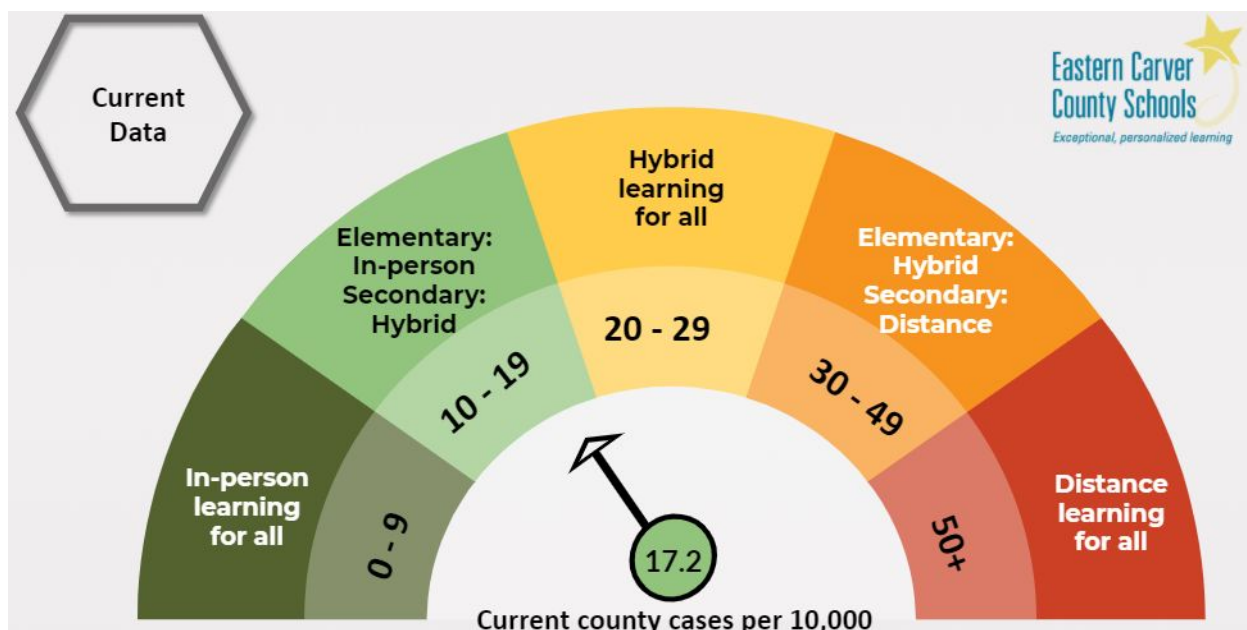 Current
Data
Eastern Carver
County Schools
Exceptional, personalized learning
In-person
learning
for all
0 - 9
Elementary:
In-person
Secondary:
Hybrid
10 - 19
Hybrid
learning
for all
20 - 29
Elementary:
Hybrid
Secondary:
Distance
30 - 49
Distance
learning
for all
50+
17.2
Current county cases per 10,000